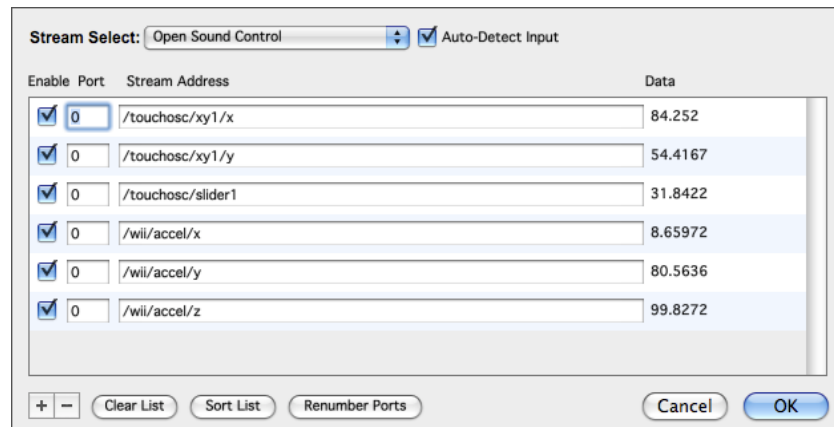 Stream Select: Open Sound Control Auto-Detect Input
Enable Port Stream Address Data
0 /touchosc/xy1/x 84.252
0 /touchosc/xy1/y 54.4167
0 /touchosc/slider1 31.8422
0 /wii/accel/x 8.65972
0 /wii/accel/y 80.5636
0 /wii/accel/z 99.8272
+ − Clear List Sort List Renumber Ports Cancel OK